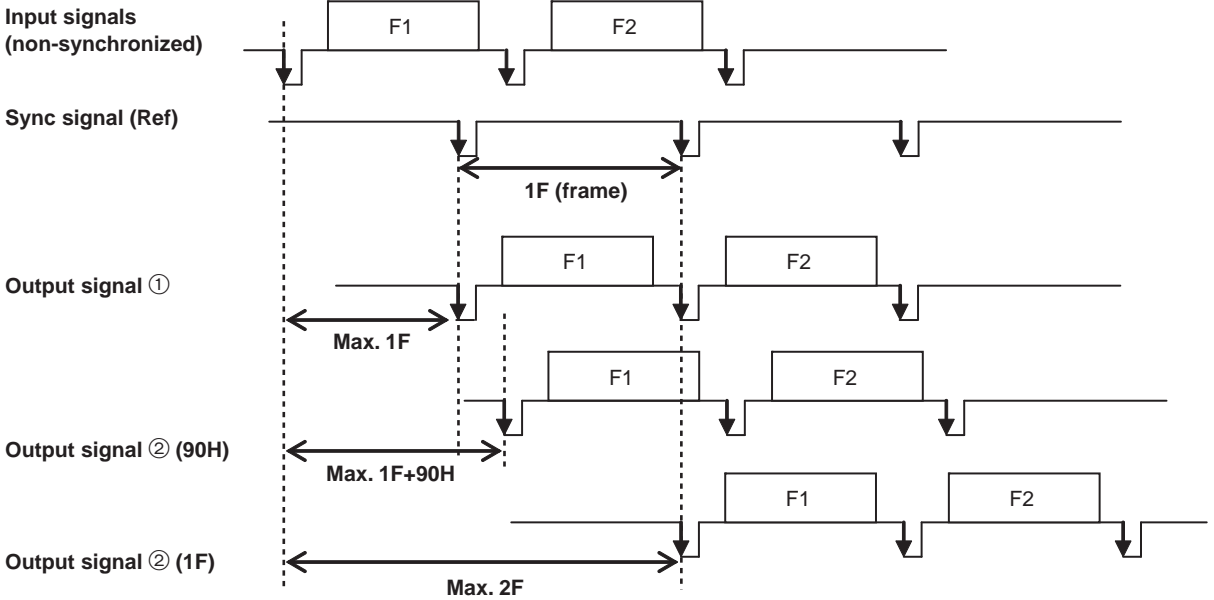 Input signals
(non-synchronized)
F1
F2
Sync signal (Ref)
1F (frame)
F1
F2
Output signal ①
Max. 1F
F1
F2
Output signal ② (90H)
Max. 1F+90H
F1
F2
Output signal ② (1F)
Max. 2F